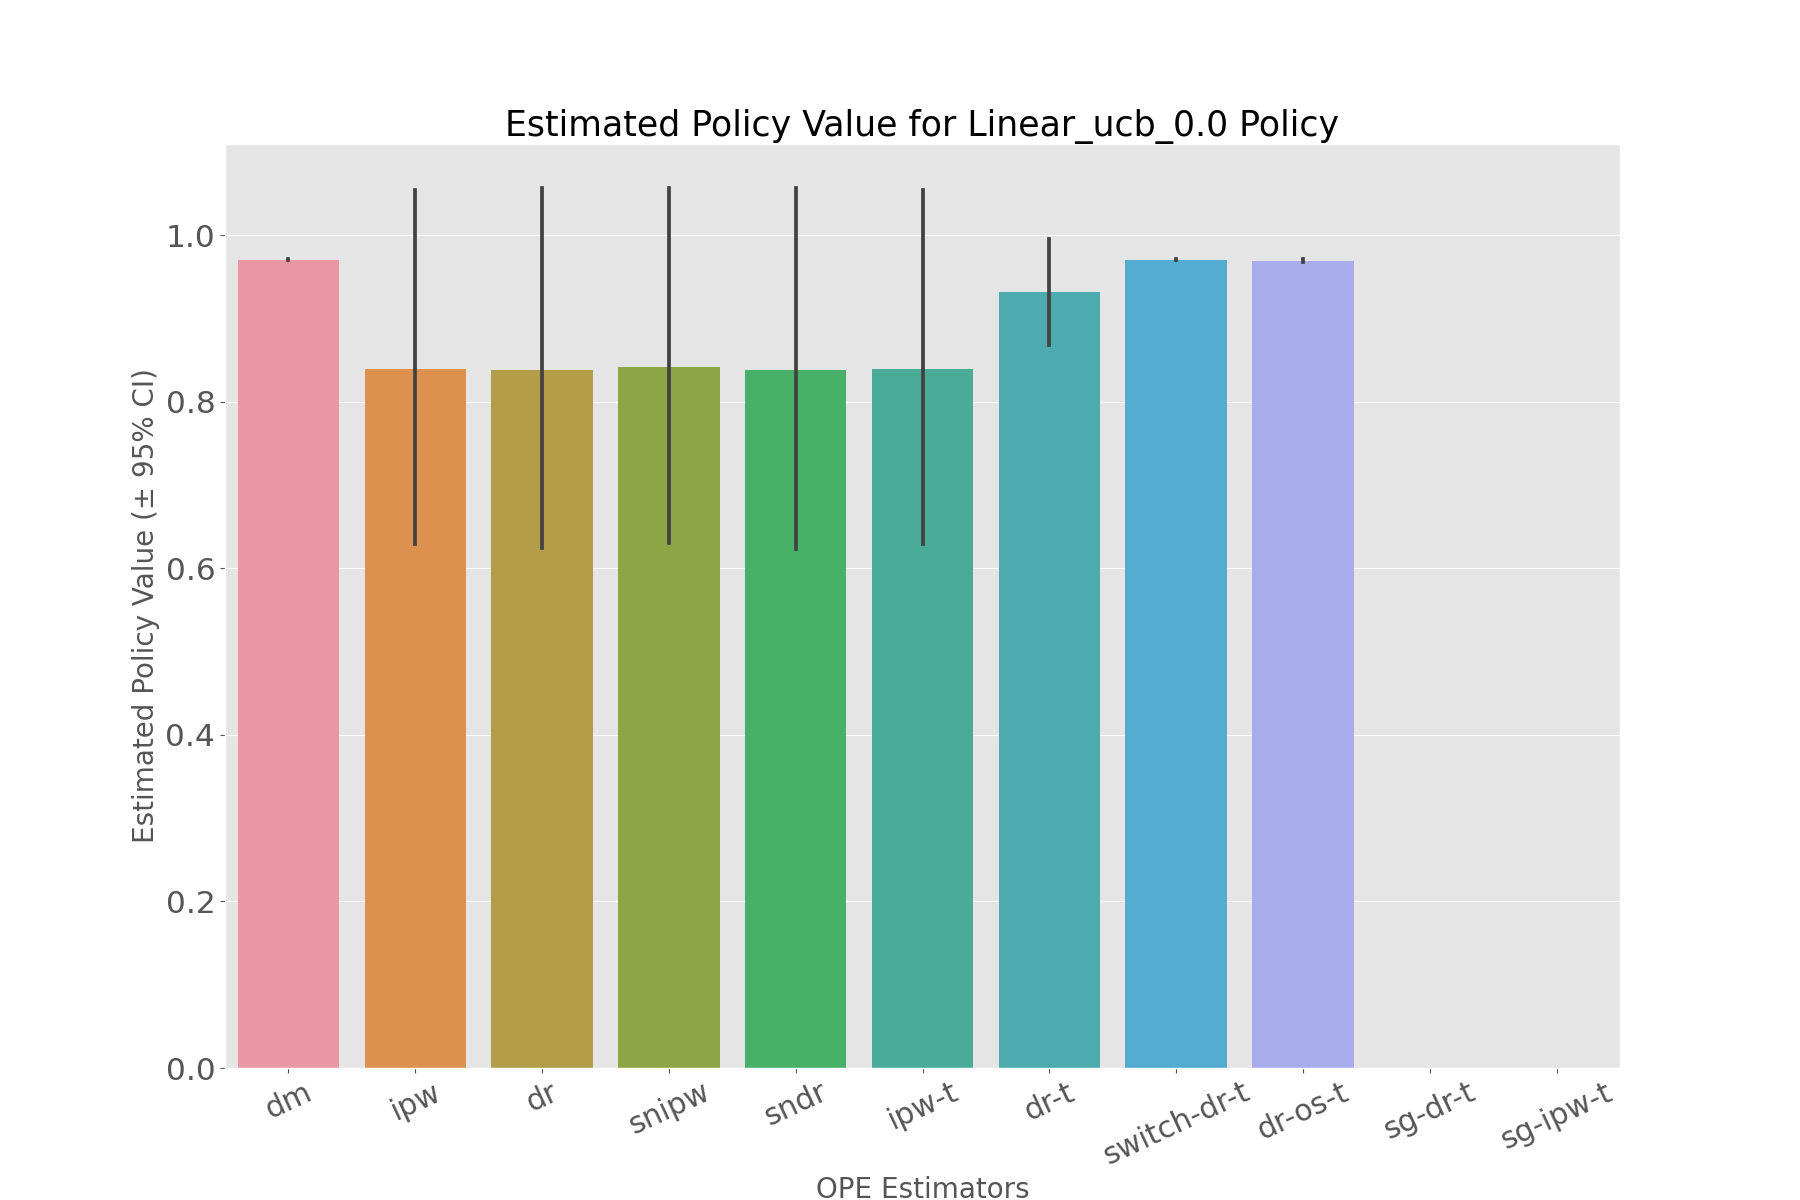 Estimated Policy Value for Linear_ucb_0.0 Policy
Estimated Policy Value (± 95% CI)
1.0
0.8
0.6
0.4
0.2
0.0
dm
ipw
dr
snipw
sndr
ipw-t
dr-t
switch-dr-t
dr-os-t
sg-dr-t
sg-ipw-t
OPE Estimators